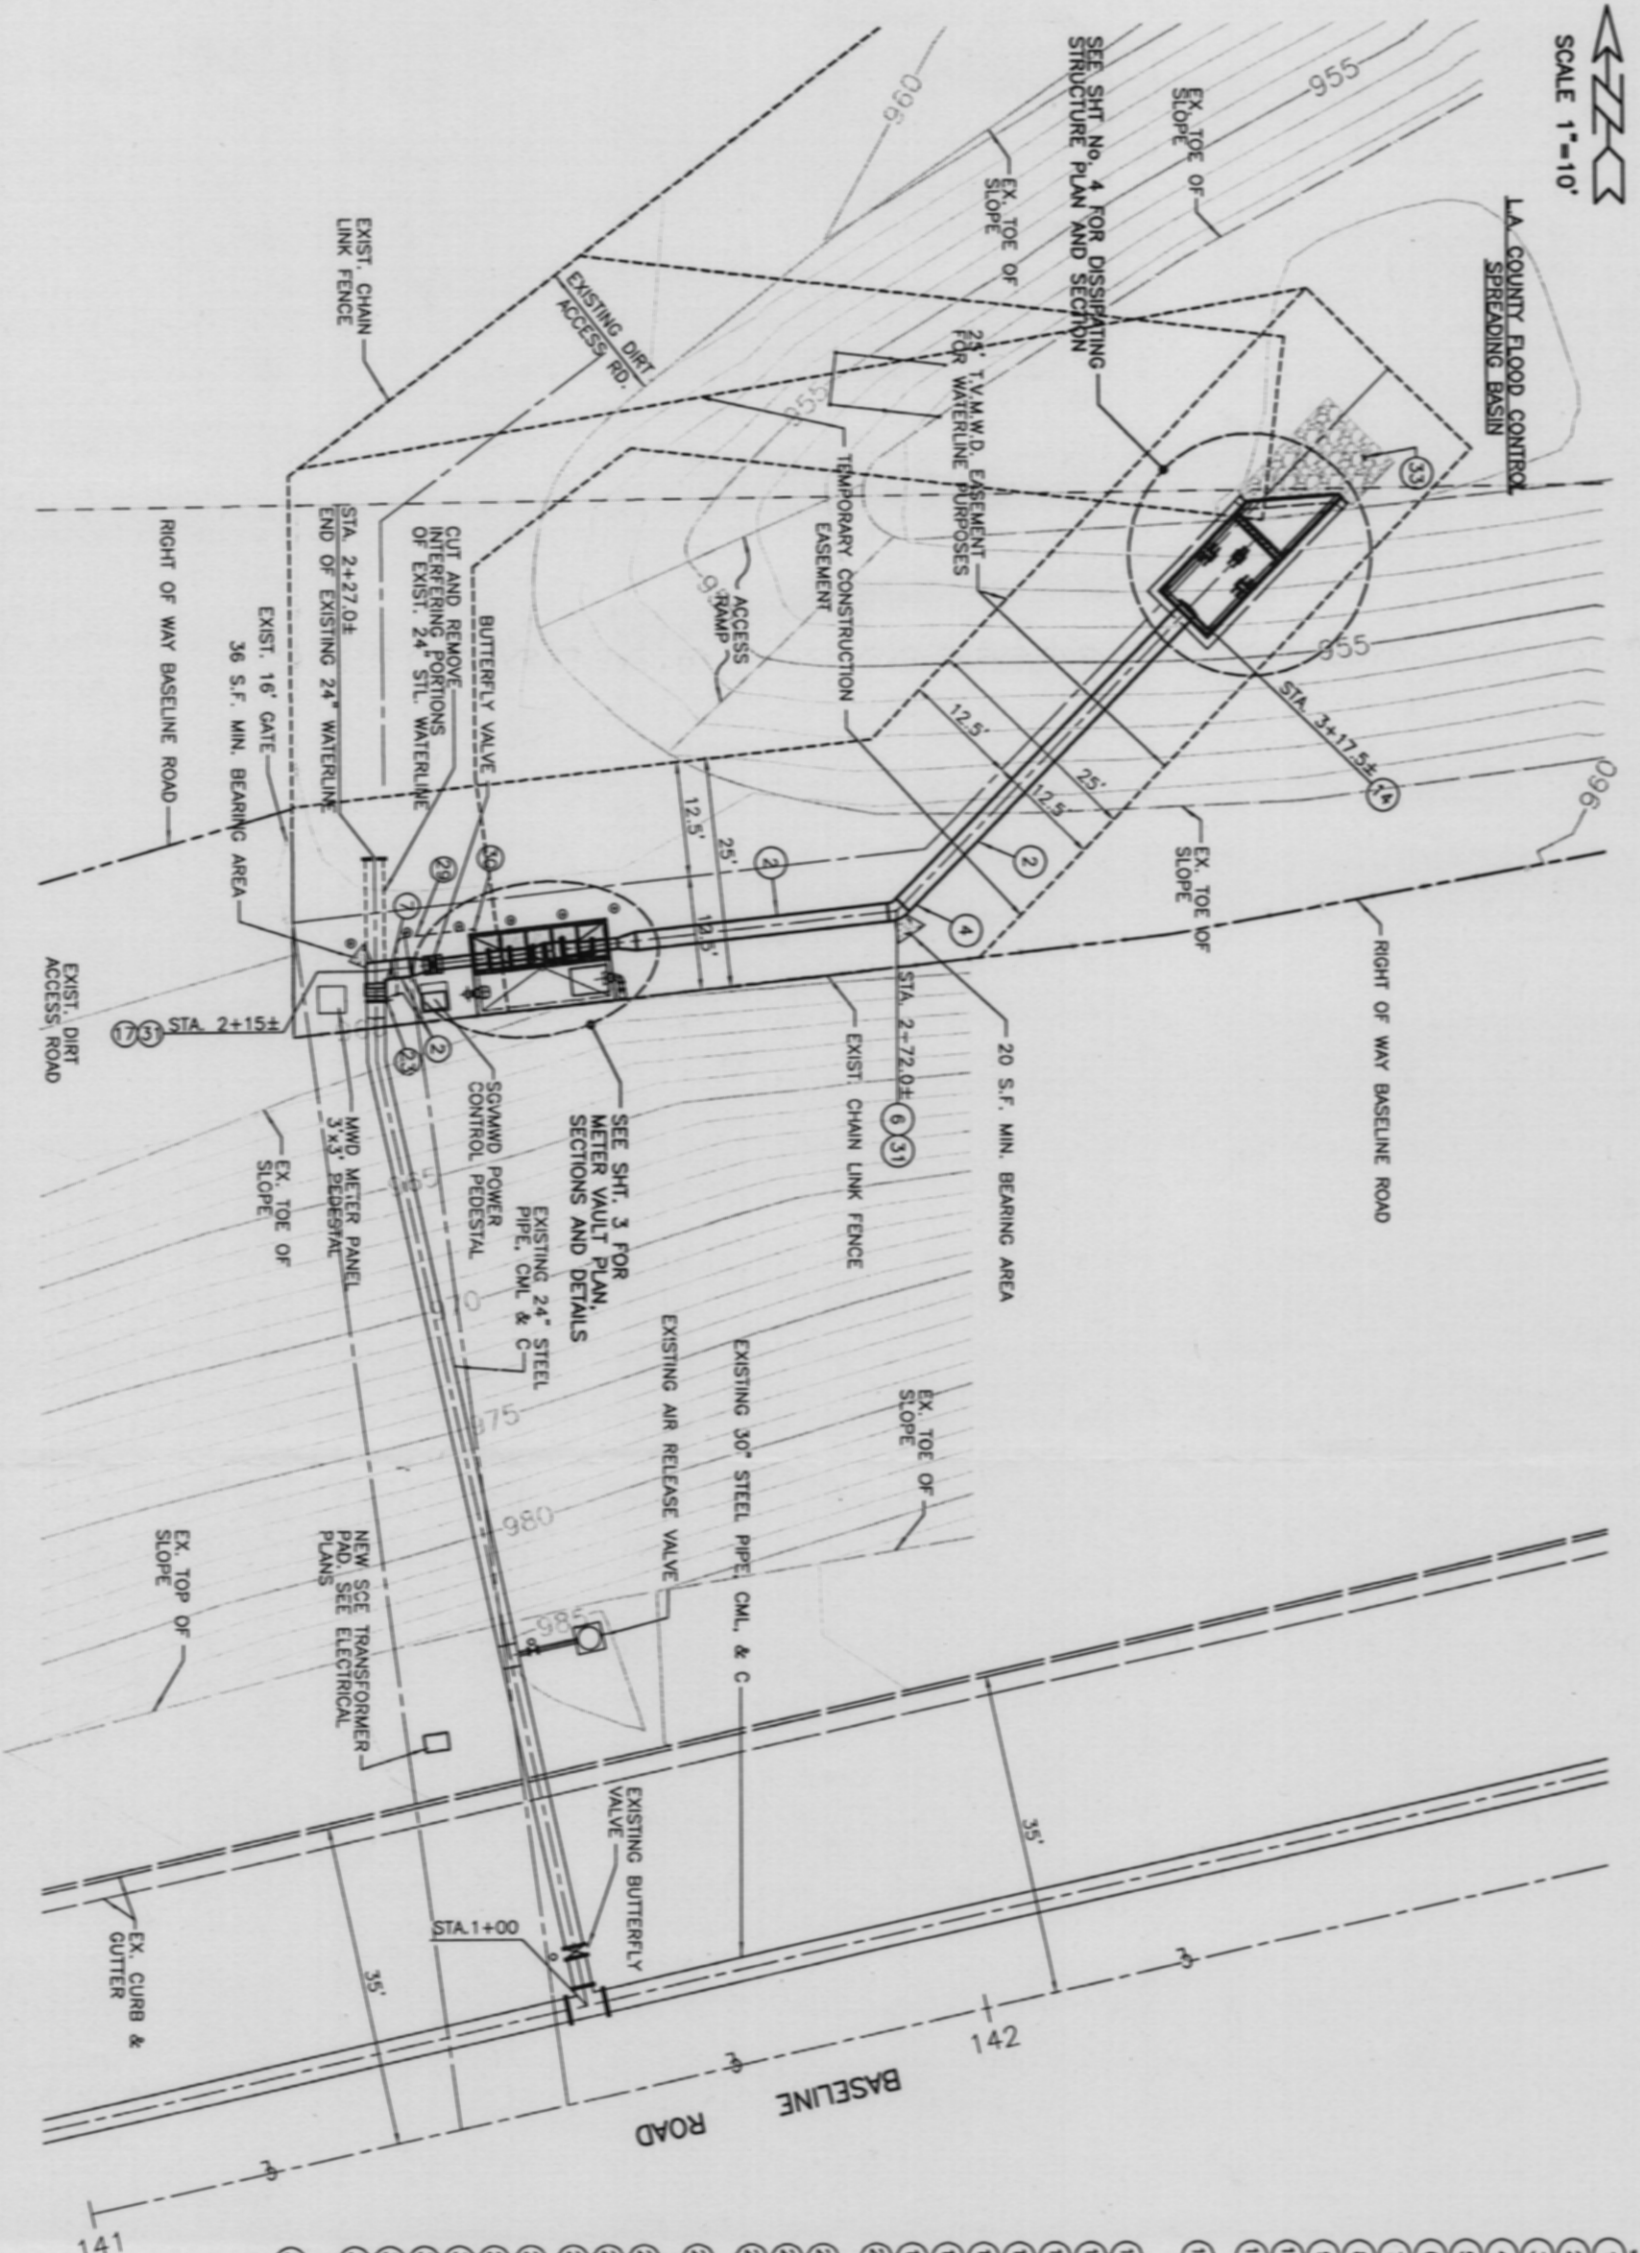 SCALE 1"=10'
L.A. COUNTY FLOOD CONTROL
SPREADING BASIN
955
EX. TOE OF
SLOPE
SEE SHT No. 4 FOR DISSIPATING
STRUCTURE PLAN AND SECTION
EX. TOE OF
SLOPE
960
33
25' T.V.M.W.D. EASEMENT
FOR WATERLINE PURPOSES
EXISTING DIRT
ACCESS RD.
EXIST. CHAIN
LINK FENCE
955
TEMPORARY CONSTRUCTION
EASEMENT
ACCESS
RAMP
955
STA. 3+17.5±
14
960
12.5'
25'
12.5'
EX. TOE OF
SLOPE
RIGHT OF WAY BASELINE ROAD
BUTTERFLY VALVE
CUT AND REMOVE
INTERFERING PORTIONS
OF EXIST. 24" STL. WATERLINE
STA. 2+27.0±
END OF EXISTING 24" WATERLINE
EXIST. 16' GATE
36 S.F. MIN. BEARING AREA
RIGHT OF WAY BASELINE ROAD
12.5'
25'
12.5'
2
2
4
30
29
7
STA. 2+72.0±
6
31
20 S.F. MIN. BEARING AREA
EXIST. CHAIN LINK FENCE
EXIST. DIRT
ACCESS ROAD
17
31
STA. 2+15±
23
2
SGVMWD POWER
CONTROL PEDESTAL
SEE SHT. 3 FOR
METER VAULT PLAN,
SECTIONS AND DETAILS
MWD METER PANEL
3'x3' PEDESTAL
EX. TOE OF
SLOPE
EXISTING 24" STEEL
PIPE, CML & C
EXISTING AIR RELEASE VALVE
EXISTING 30" STEEL PIPE, CML, & C
EX. TOE OF
SLOPE
975
980
985
EX. TOP OF
SLOPE
NEW SCE TRANSFORMER
PAD. SEE ELECTRICAL
PLANS
EXISTING BUTTERFLY
VALVE
35'
STA.1+00
35'
EX. CURB &
GUTTER
142
BASELINE ROAD
141